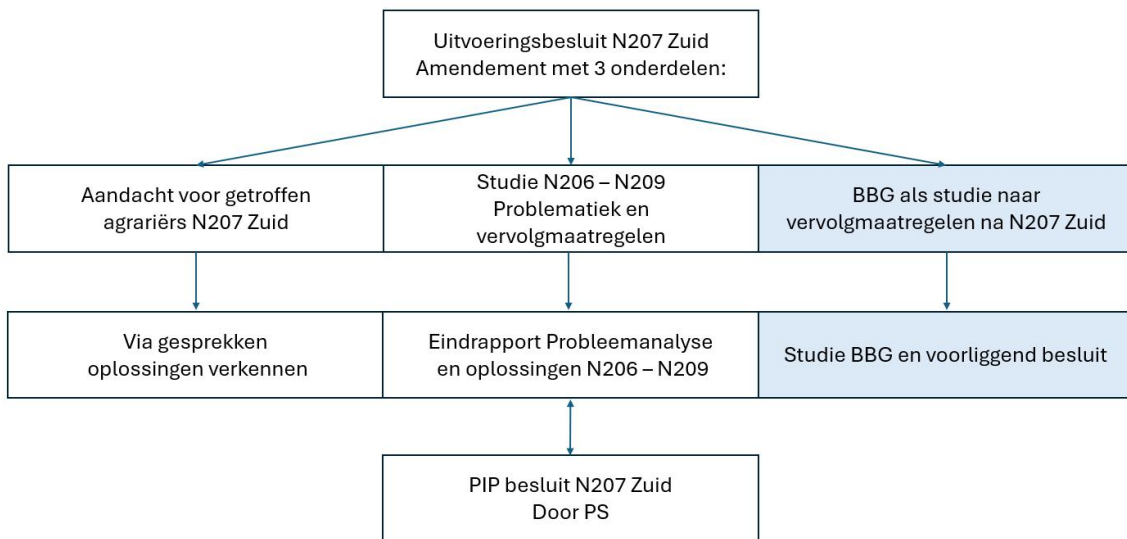 Uitvoeringsbesluit N207 Zuid
Amendement met 3 onderdelen:
Aandacht voor getroffen
agrariërs N207 Zuid
Studie N206 – N209
Problematiek en
vervolgmaatregelen
BBG als studie naar
vervolgmaatregelen na N207 Zuid
Via gesprekken
oplossingen verkennen
Eindrapport Probleemanalyse
en oplossingen N206 – N209
Studie BBG en voorliggend besluit
PIP besluit N207 Zuid
Door PS